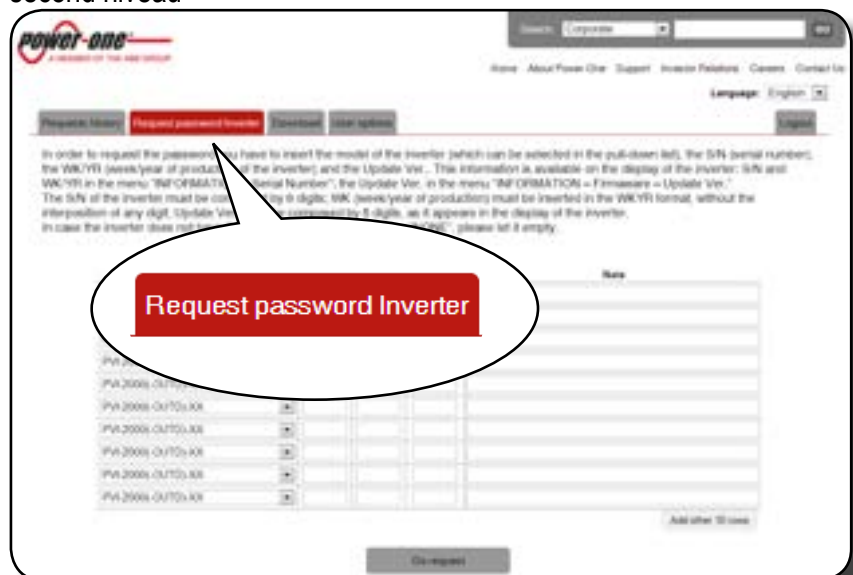 second niveau
power-one
A MEMBER OF THE ABB GROUP
Search: Corporate
Home About Power-One Support Investor Relations Careers Contact Us
Language: English
Requests history Request password Inverter Download User options Logout
In order to request the password you have to insert the model of the inverter (which can be selected in the pull-down list), the S/N (serial number),
the WK/YR (week/year of production of the inverter) and the Update Ver.. This information is available on the display of the inverter: S/N and
WK/YR in the menu "INFORMATION Serial Number", the Update Ver. in the menu "INFORMATION – Firmware – Update Ver."
The S/N of the inverter must be composed by 6 digits; WK (week/year of production) must be inserted in the WKYR format, without the
interposition of any digit, Update Ver. composed by 8 digits, as it appears in the display of the inverter.
In case the inverter does not please let it empty.
Note
Request password Inverter
PVI-2000(-OUTD)-XX
PVI-2000(-OUTD)-XX
PVI-2000(-OUTD)-XX
PVI-2000(-OUTD)-XX
PVI-2000(-OUTD)-XX
Add other 10 rows
Do request